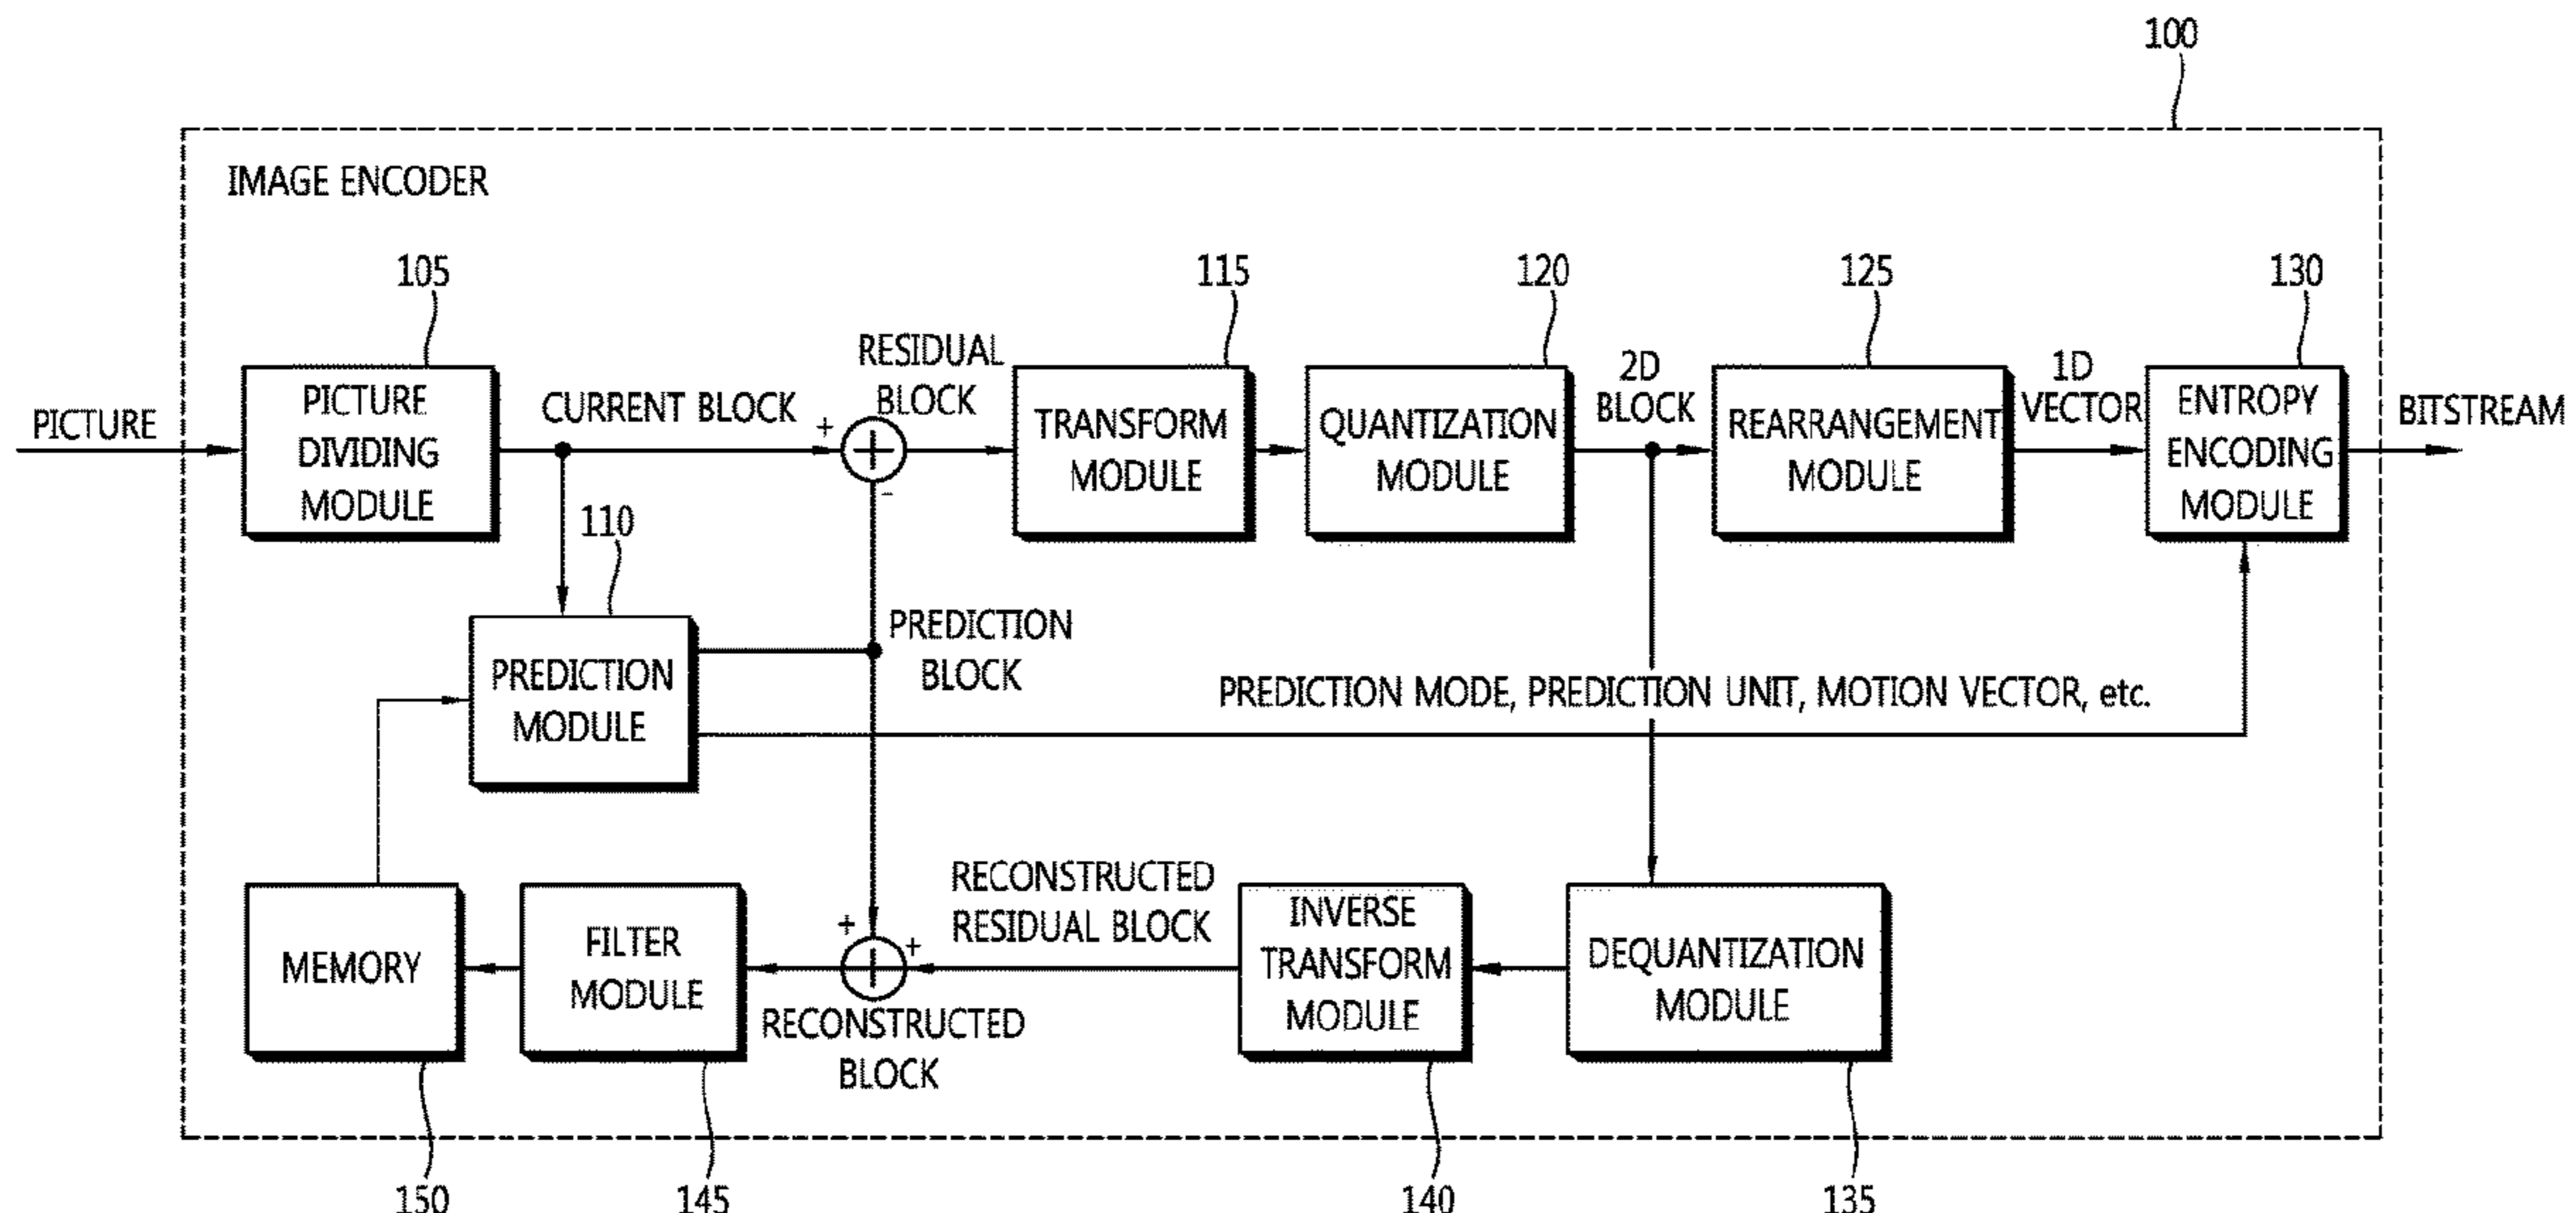 100
IMAGE ENCODER
105
115
120
125
130
PICTURE
PICTURE
DIVIDING
MODULE
CURRENT BLOCK
+
-
RESIDUAL
BLOCK
TRANSFORM
MODULE
QUANTIZATION
MODULE
2D
BLOCK
REARRANGEMENT
MODULE
1D
VECTOR
ENTROPY
ENCODING
MODULE
BITSTREAM
110
PREDICTION
MODULE
PREDICTION
BLOCK
PREDICTION MODE, PREDICTION UNIT, MOTION VECTOR, etc.
MEMORY
FILTER
MODULE
+
+
RECONSTRUCTED
BLOCK
RECONSTRUCTED
RESIDUAL BLOCK
INVERSE
TRANSFORM
MODULE
DEQUANTIZATION
MODULE
150
145
140
135